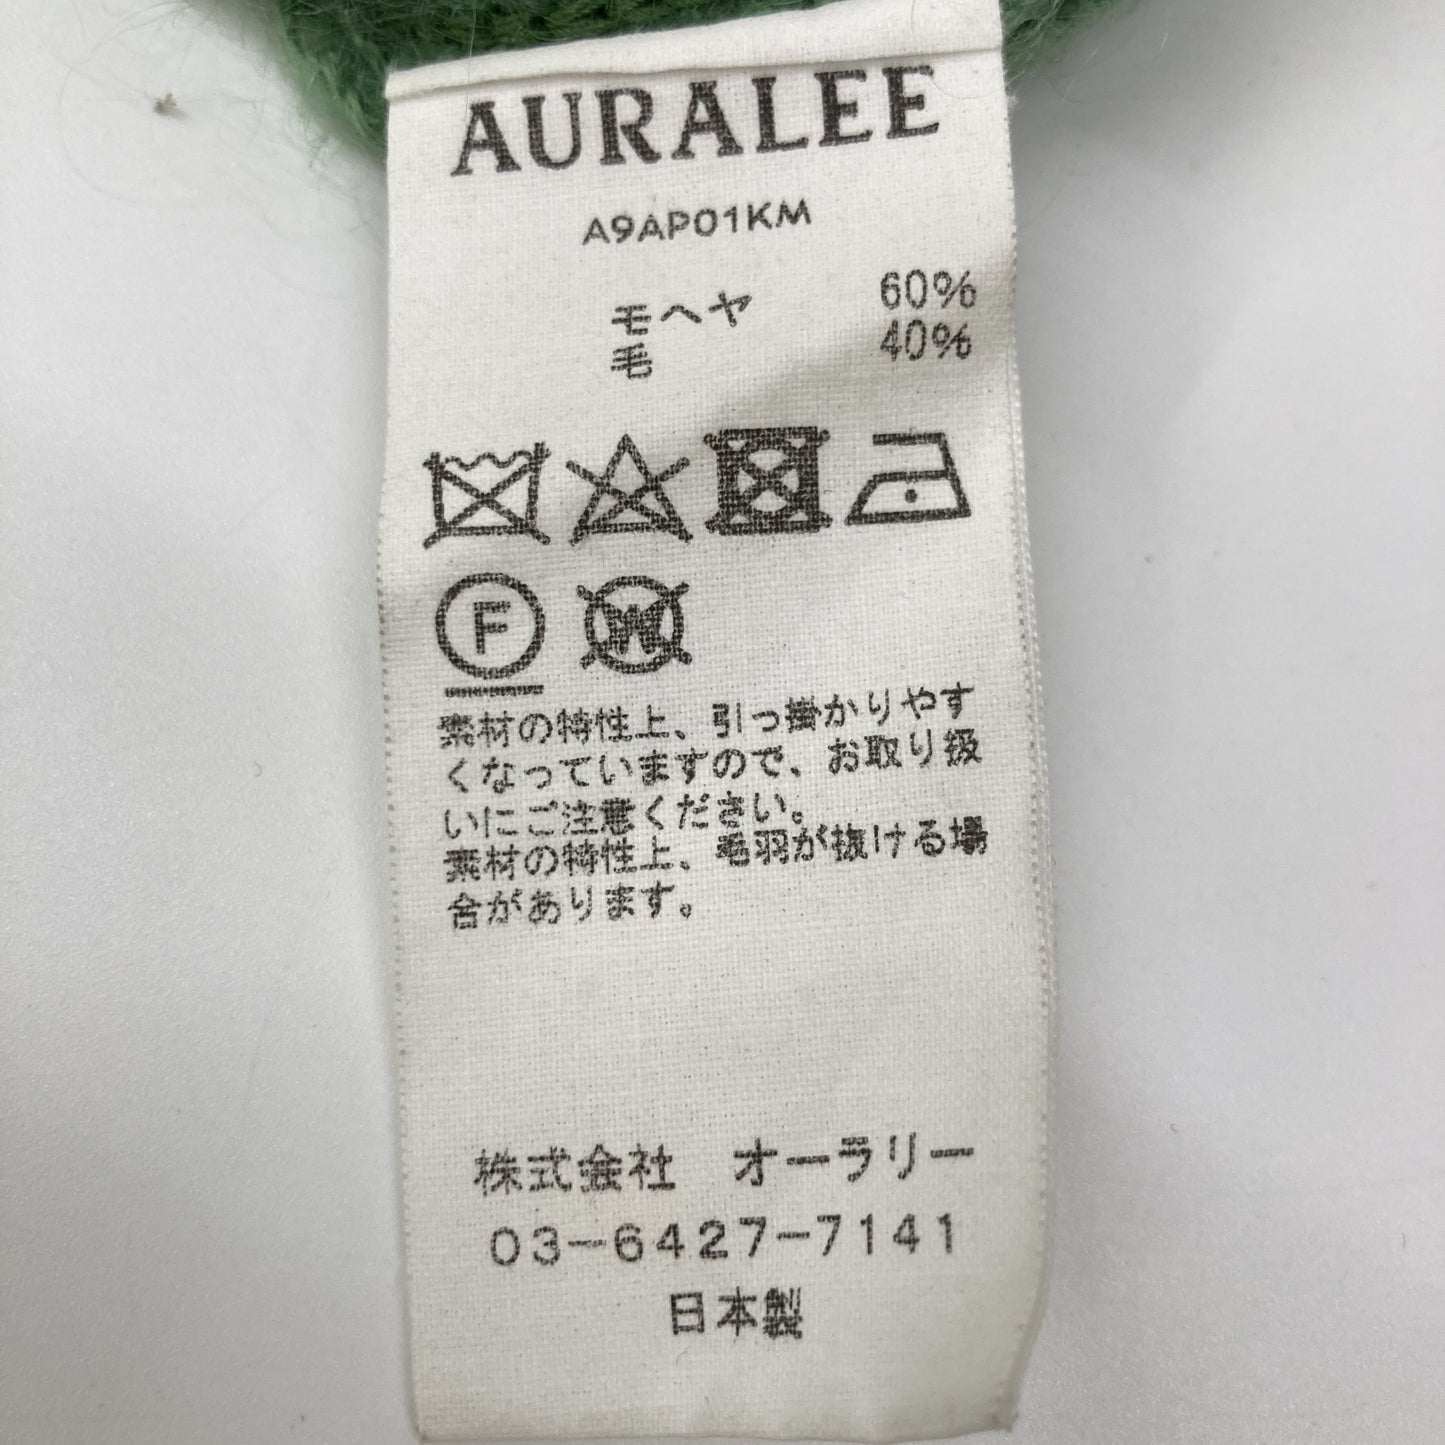 AURALEE
A9AP01KM
モヘヤ 60%
毛 40%
F
W
素材の特性上、引っ掛かりやす
くなっていますので、お取り扱
いにご注意ください。
素材の特性上、毛羽が抜ける場
合があります。
株式会社 オーラリー
03-6427-7141
日本製